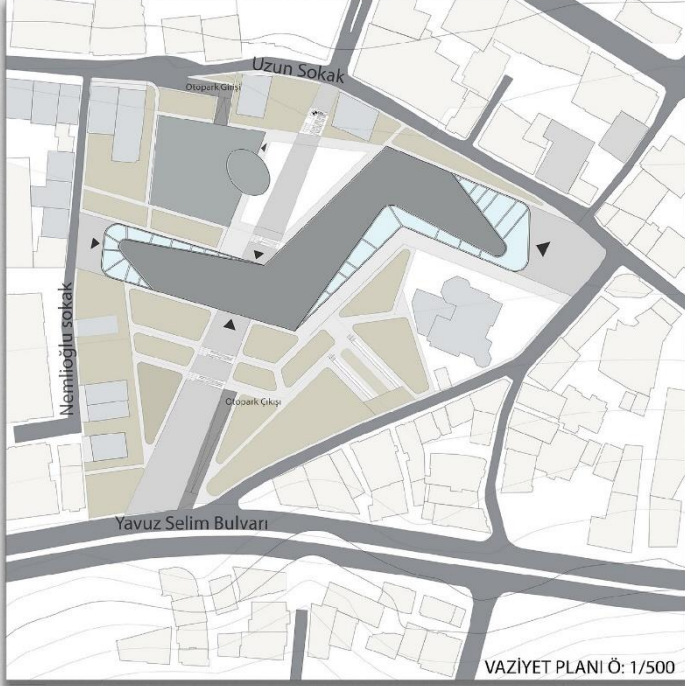 Uzun Sokak
Otopark Girişi
Nemlioğlu sokak
Otopark Çıkışı
Yavuz Selim Bulvarı
VAZİYET PLANI Ö: 1/500